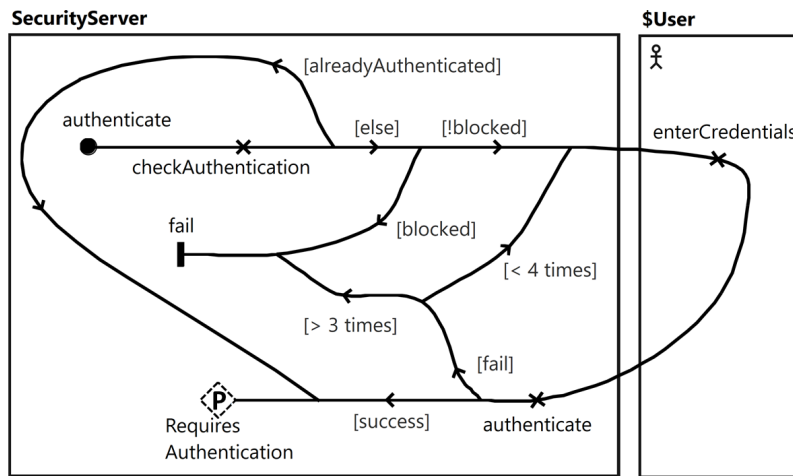 SecurityServer
$User
[alreadyAuthenticated]
authenticate
[else]
[!blocked]
enterCredentials
checkAuthentication
fail
[blocked]
[< 4 times]
[> 3 times]
[fail]
P
Requires
Authentication
[success]
authenticate